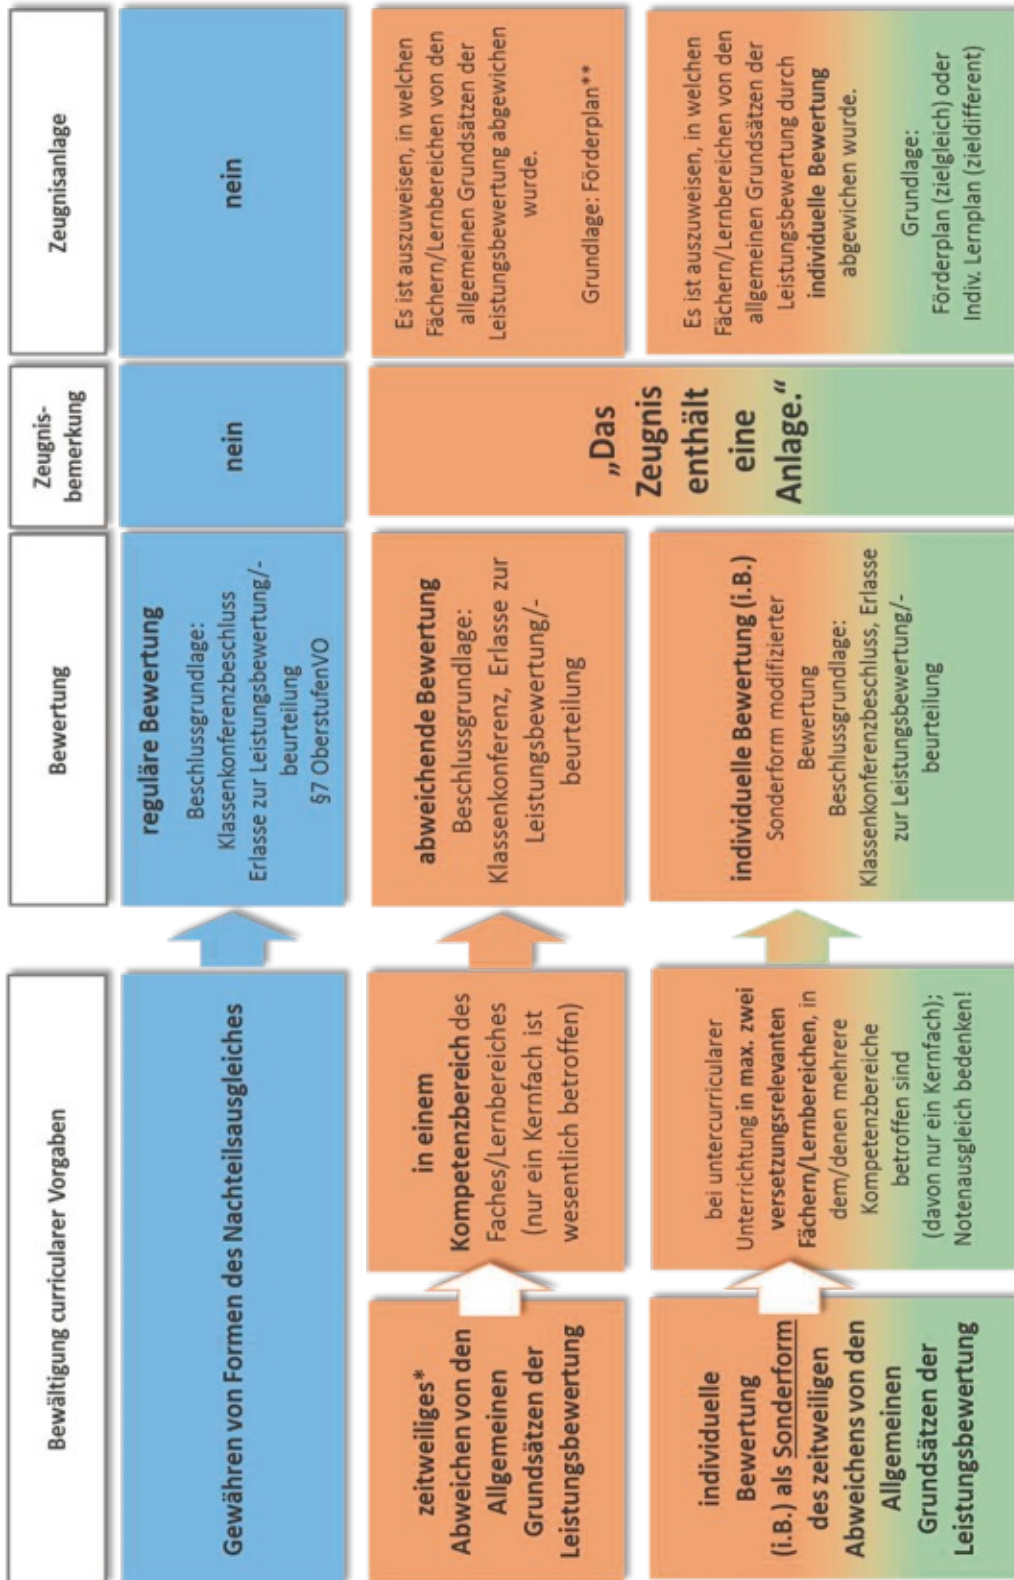 Bewältigung curricularer Vorgaben
Bewertung
Zeugnis-
bemerkung
Zeugnisanlage
Gewähren von Formen des Nachteilsausgleiches
reguläre Bewertung
Beschlussgrundlage:
Klassenkonferenzbeschluss
Erlasse zur Leistungsbewertung/-
beurteilung
§7 OberstufenVO
nein
nein
zeitweiliges*
Abweichen von den
Allgemeinen
Grundsätzen der
Leistungsbewertung
in einem
Kompetenzbereich des
Faches/Lernbereiches
(nur ein Kernfach ist
wesentlich betroffen)
abweichende Bewertung
Beschlussgrundlage:
Klassenkonferenz, Erlasse zur
Leistungsbewertung/-
beurteilung
„Das
Zeugnis
enthält
eine
Anlage.“
Es ist auszuweisen, in welchen
Fächern/Lernbereichen von den
allgemeinen Grundsätzen der
Leistungsbewertung abgewichen
wurde.
Grundlage: Förderplan**
individuelle
Bewertung
(i.B.) als Sonderform
des zeitweiligen
Abweichens von den
Allgemeinen
Grundsätzen der
Leistungsbewertung
bei untercurricularer
Unterrichtung in max. zwei
versetzungsrelevanten
Fächern/Lernbereichen, in
dem/denen mehrere
Kompetenzbereiche
betroffen sind
(davon nur ein Kernfach);
Notenausgleich bedenken!
individuelle Bewertung (i.B.)
Sonderform modifizierter
Bewertung
Beschlussgrundlage:
Klassenkonferenzbeschluss, Erlasse
zur Leistungsbewertung/-
beurteilung
Es ist auszuweisen, in welchen
Fächern/Lernbereichen von den
allgemeinen Grundsätzen der
Leistungsbewertung durch
individuelle Bewertung
abgewichen wurde.
Grundlage:
Förderplan (zielgleich) oder
Indiv. Lernplan (zieldifferent)